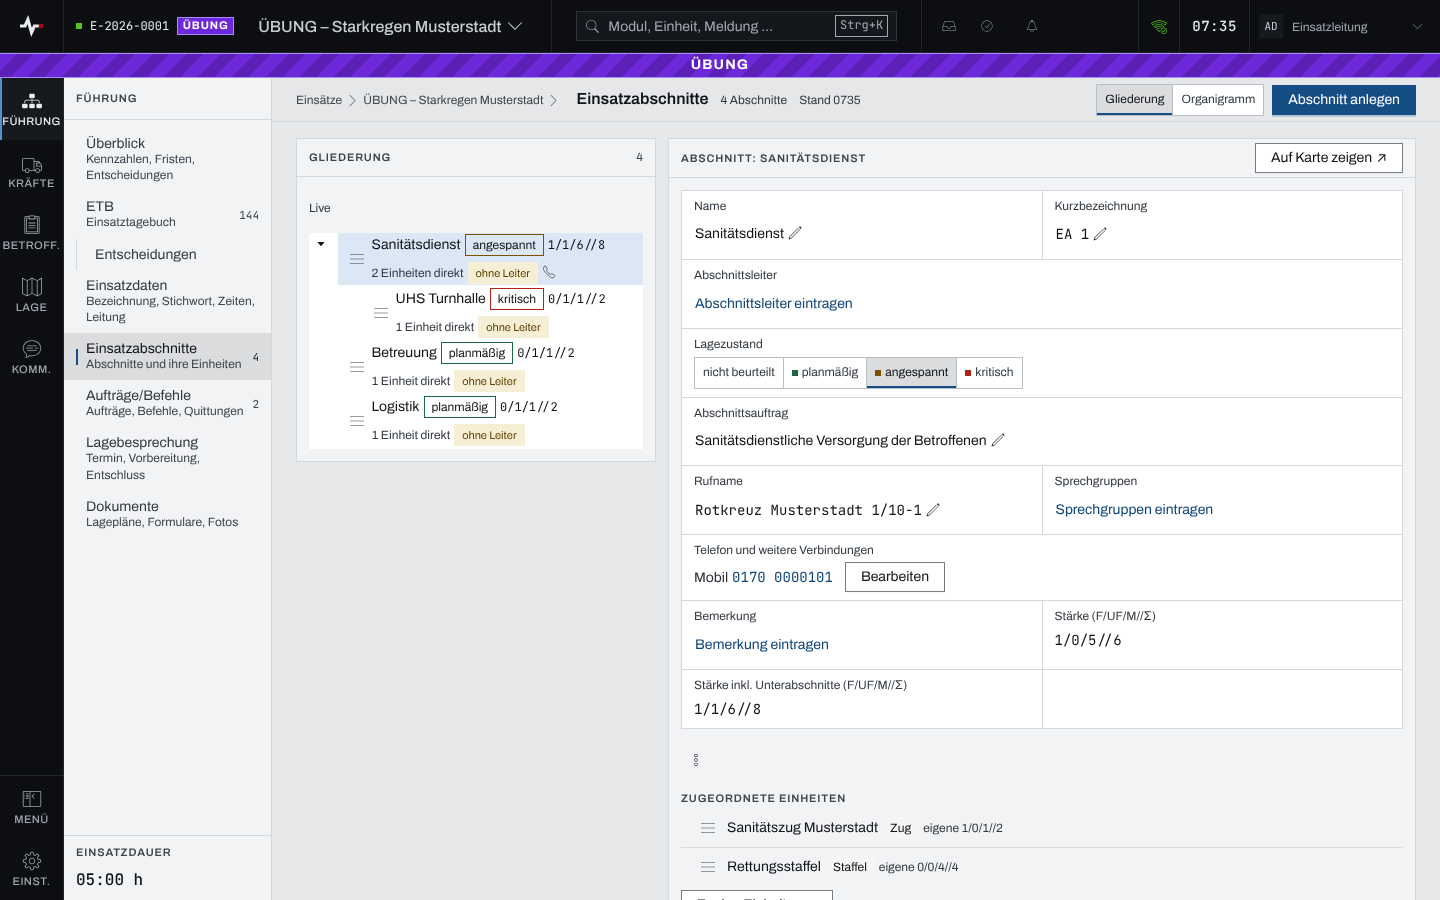 E-2026-0001 ÜBUNG ÜBUNG – Starkregen Musterstadt Modul, Einheit, Meldung ... Strg+K 07:35 AD Einsatzleitung
ÜBUNG
FÜHRUNG
KRÄFTE
BETROFF.
LAGE
KOMM.
MENÜ
EINST.
FÜHRUNG
Überblick
Kennzahlen, Fristen,
Entscheidungen
ETB 144
Einsatztagebuch
Entscheidungen
Einsatzdaten
Bezeichnung, Stichwort, Zeiten,
Leitung
Einsatzabschnitte 4
Abschnitte und ihre Einheiten
Aufträge/Befehle 2
Aufträge, Befehle, Quittungen
Lagebesprechung
Termin, Vorbereitung,
Entschluss
Dokumente
Lagepläne, Formulare, Fotos
EINSATZDAUER
05:00 h
Einsätze ÜBUNG – Starkregen Musterstadt Einsatzabschnitte 4 Abschnitte Stand 0735 Gliederung Organigramm Abschnitt anlegen
GLIEDERUNG 4
Live
Sanitätsdienst angespannt 1/1/6//8
2 Einheiten direkt ohne Leiter
UHS Turnhalle kritisch 0/1/1//2
1 Einheit direkt ohne Leiter
Betreuung planmäßig 0/1/1//2
1 Einheit direkt ohne Leiter
Logistik planmäßig 0/1/1//2
1 Einheit direkt ohne Leiter
ABSCHNITT: SANITÄTSDIENST Auf Karte zeigen
Name Kurzbezeichnung
Sanitätsdienst EA 1
Abschnittsleiter
Abschnittsleiter eintragen
Lagezustand
nicht beurteilt planmäßig angespannt kritisch
Abschnittsauftrag
Sanitätsdienstliche Versorgung der Betroffenen
Rufname Sprechgruppen
Rotkreuz Musterstadt 1/10-1 Sprechgruppen eintragen
Telefon und weitere Verbindungen
Mobil 0170 0000101 Bearbeiten
Bemerkung Stärke (F/UF/M//Σ)
Bemerkung eintragen 1/0/5//6
Stärke inkl. Unterabschnitte (F/UF/M//Σ)
1/1/6//8
ZUGEORDNETE EINHEITEN
Sanitätszug Musterstadt Zug eigene 1/0/1//2
Rettungsstaffel Staffel eigene 0/0/4//4